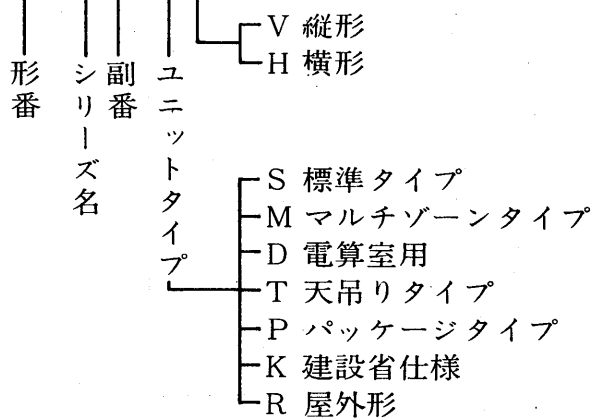 V 縦形
H 横形
形番
シリーズ名
副番
ユニットタイプ
S 標準タイプ
M マルチゾーンタイプ
D 電算室用
T 天吊りタイプ
P パッケージタイプ
K 建設省仕様
R 屋外形